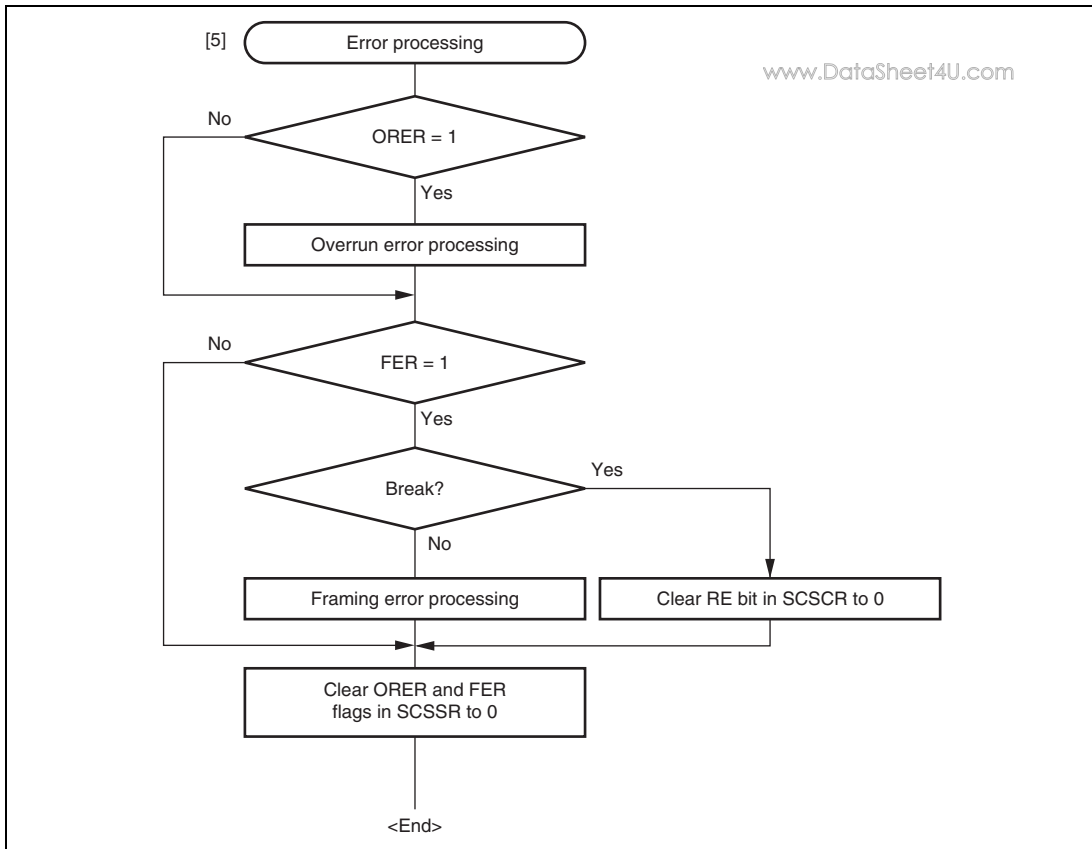 [5]
Error processing
www.DataSheet4U.com
No
ORER = 1
Yes
Overrun error processing
No
FER = 1
Yes
Break?
Yes
No
Framing error processing
Clear RE bit in SCSCR to 0
Clear ORER and FER
flags in SCSSR to 0
<End>